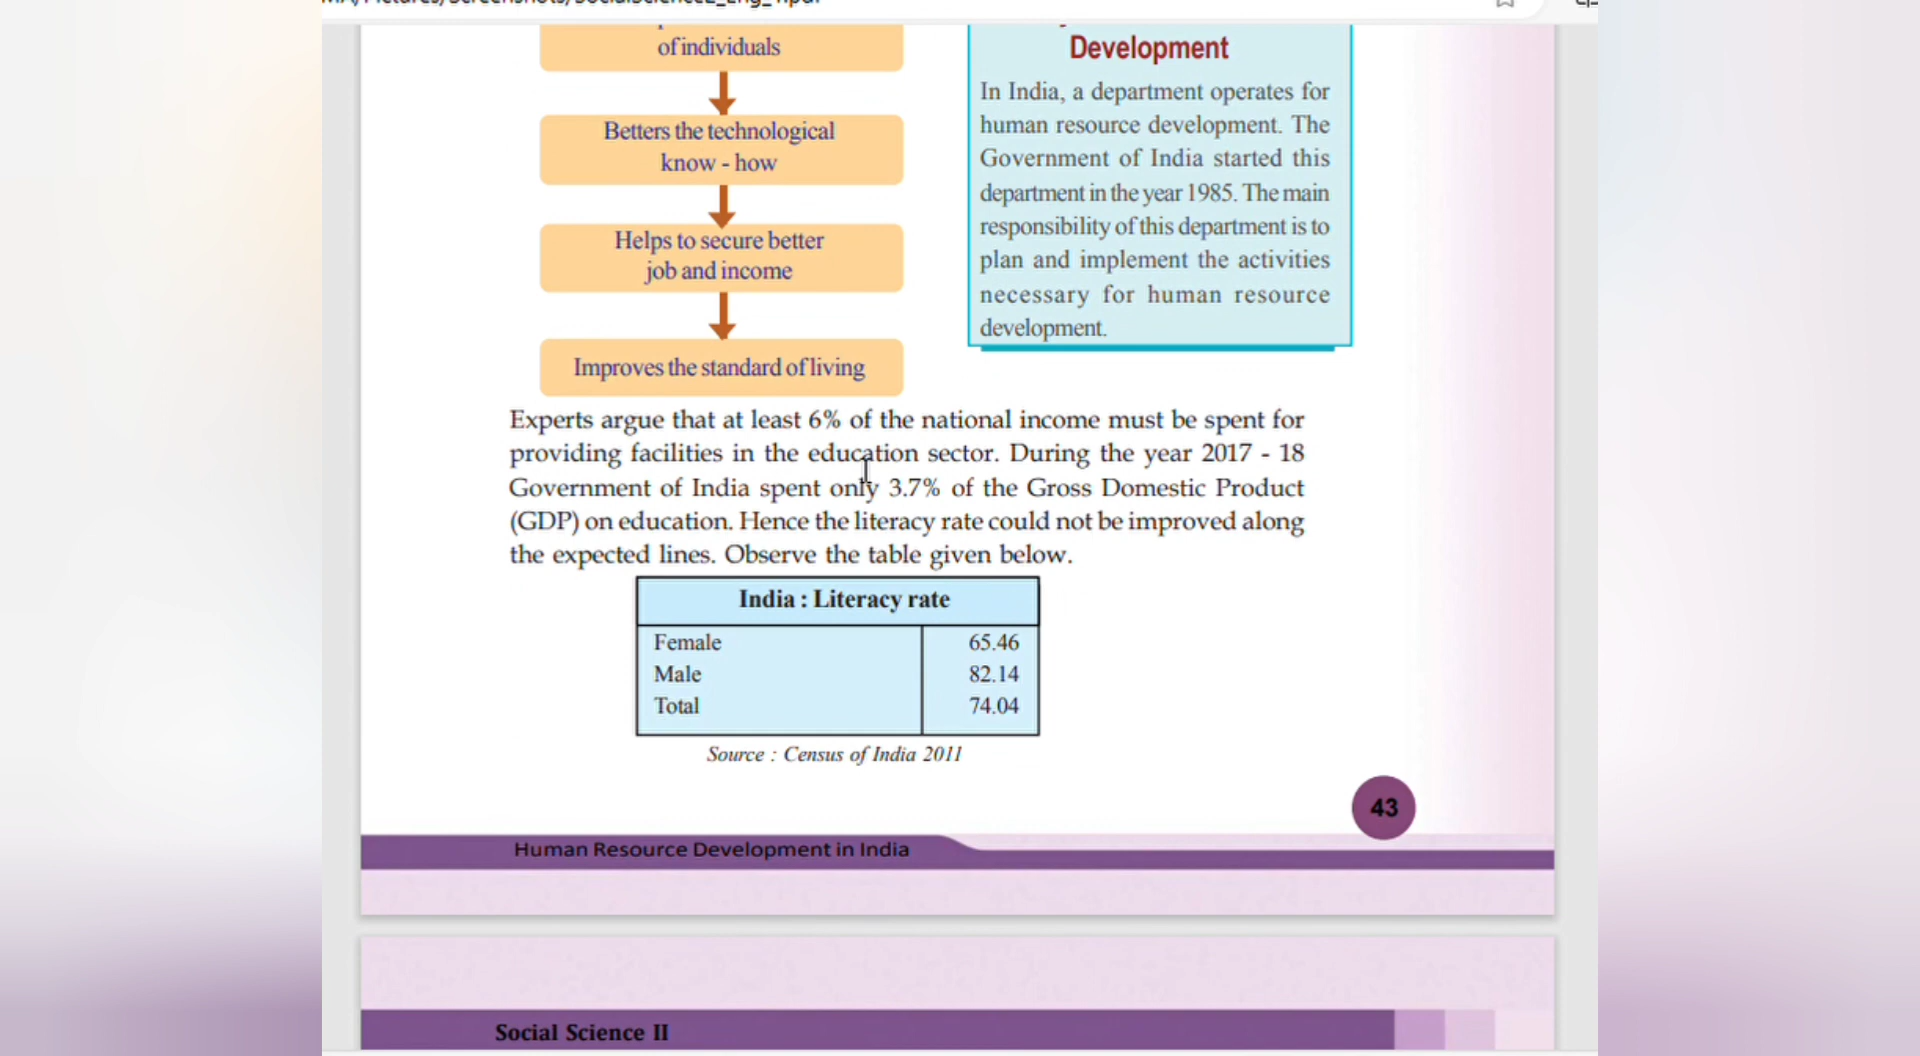 of individuals
Betters the technological
know - how
Helps to secure better
job and income
Improves the standard of living
Development
In India, a department operates for
human resource development. The
Government of India started this
department in the year 1985. The main
responsibility of this department is to
plan and implement the activities
necessary for human resource
development.
Experts argue that at least 6% of the national income must be spent for
providing facilities in the education sector. During the year 2017 - 18
Government of India spent only 3.7% of the Gross Domestic Product
(GDP) on education. Hence the literacy rate could not be improved along
the expected lines. Observe the table given below.
India : Literacy rate
Female 65.46
Male 82.14
Total 74.04
Source : Census of India 2011
43
Human Resource Development in India
Social Science II